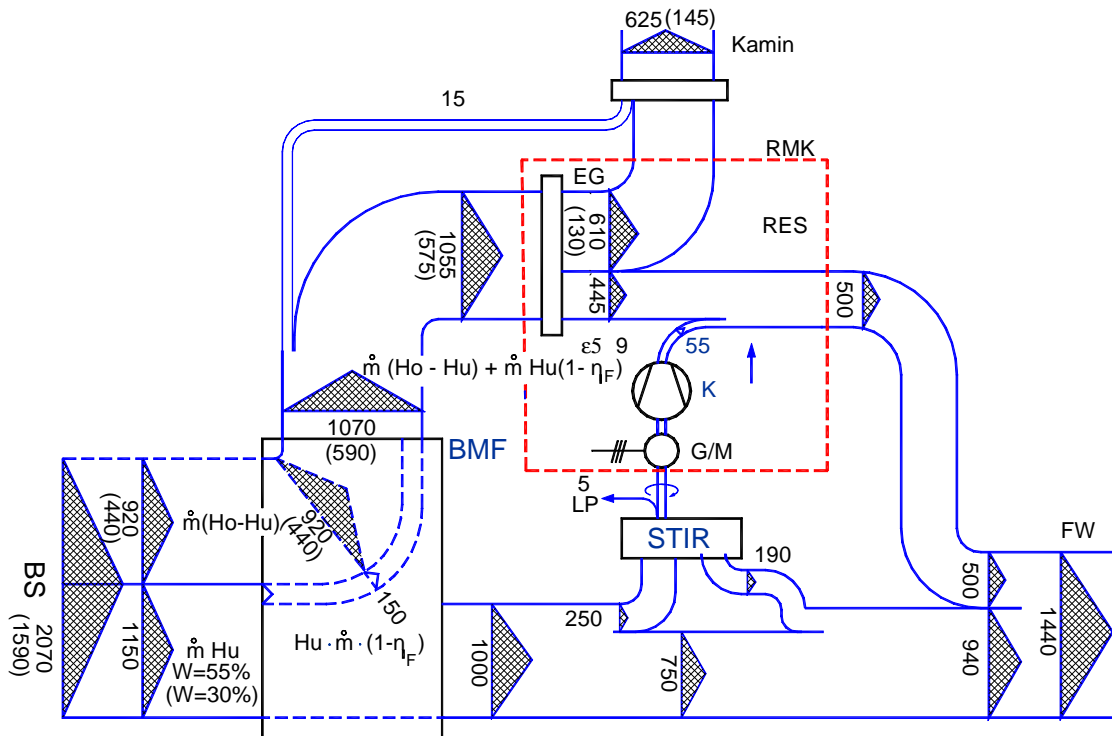 625 (145)
Kamin
15
RMK
EG
610
(130)
RES
1055
(575)
445
500
ε5 9
55
m̊ (Ho - Hu) + m̊ Hu(1- η_F)
K
1070
(590)
BMF
G/M
5
LP
920
(440)
m̊(Ho-Hu)
920
(440)
STIR
190
FW
BS
2070
(1590)
150
250
500
1150
m̊ Hu
W=55%
(W=30%)
Hu · m̊ · (1-η_F)
1000
750
940
1440